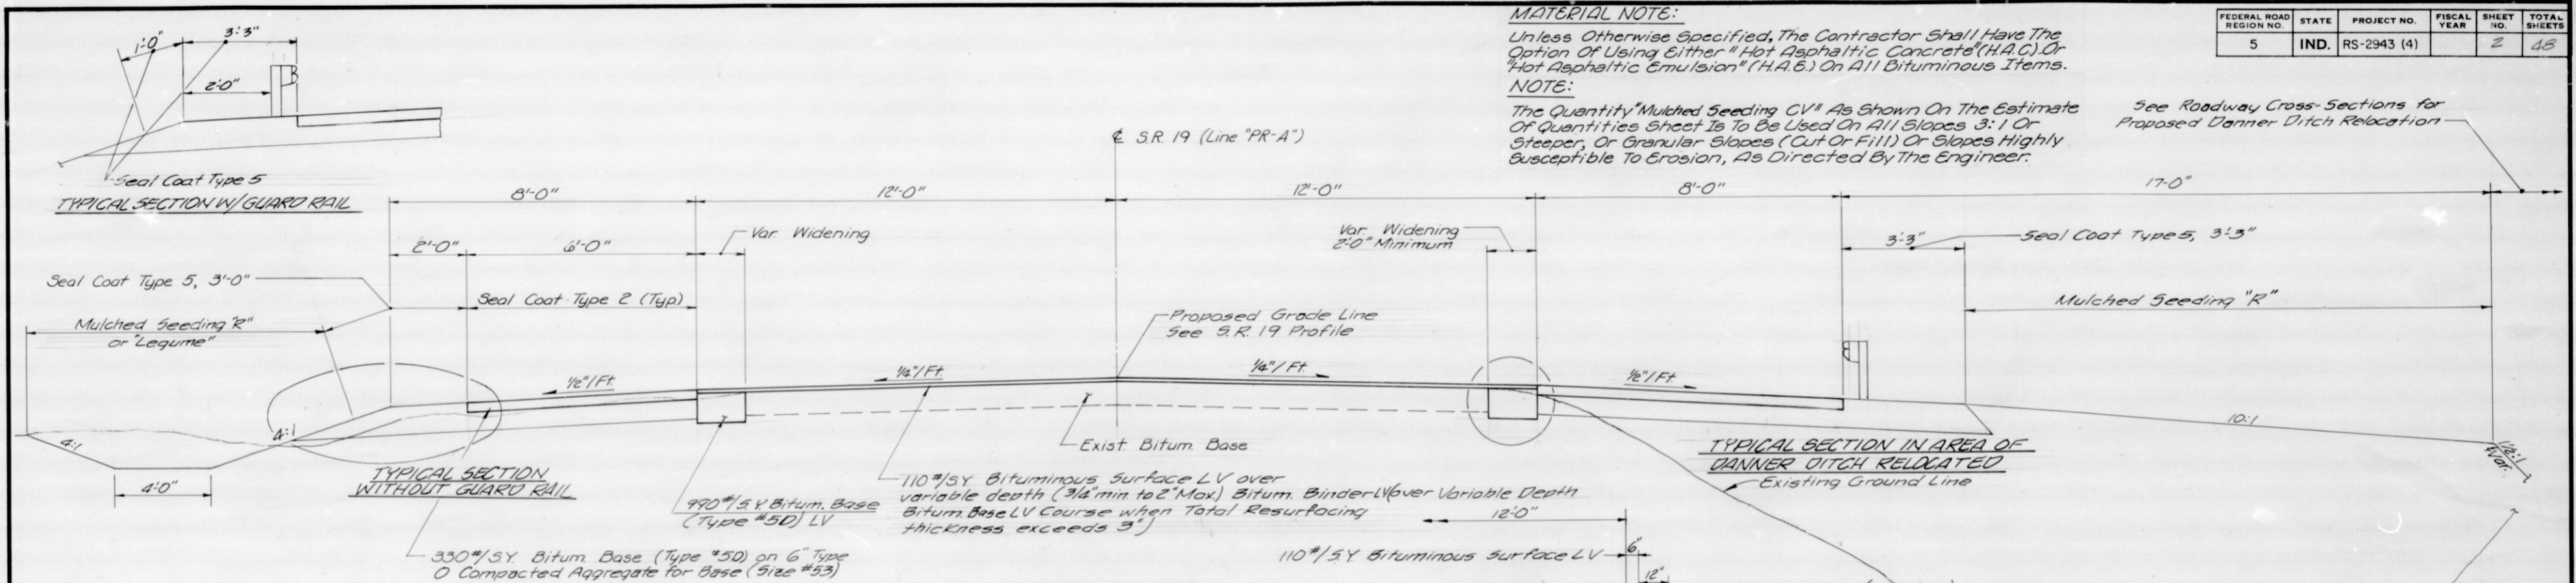 MATERIAL NOTE:
Unless Otherwise Specified, The Contractor Shall Have The
Option Of Using Either "Hot Asphaltic Concrete" (H.A.C.) Or
"Hot Asphaltic Emulsion" (H.A.E.) On All Bituminous Items.
NOTE:
The Quantity "Mulched Seeding CV" As Shown On The Estimate
Of Quantities Sheet Is To Be Used On All Slopes 3:1 Or
Steeper, Or Granular Slopes (Cut Or Fill) Or Slopes Highly
Susceptible To Erosion, As Directed By The Engineer.
FEDERAL ROAD REGION NO.
STATE
PROJECT NO.
FISCAL YEAR
SHEET NO.
TOTAL SHEETS
5
IND.
RS-2943 (4)
2
48
See Roadway Cross-Sections for
Proposed Danner Ditch Relocation
1'-0"
3'-3"
2'-0"
Seal Coat Type 5
TYPICAL SECTION W/GUARD RAIL
℄ S.R. 19 (Line "PR-A")
8'-0"
12'-0"
12'-0"
8'-0"
17'-0"
2'-0"
6'-0"
Var. Widening
Var. Widening
2'-0" Minimum
3'-3"
Seal Coat Type 5, 3'-3"
Seal Coat Type 5, 3'-0"
Seal Coat Type 2 (Typ)
Mulched Seeding "R"
Mulched Seeding "R"
or "Legume"
Proposed Grade Line
See S.R. 19 Profile
1/2"/Ft.
1/4"/Ft.
1/4"/Ft.
1/2"/Ft.
4:1
4:1
10:1
1 1/2:1
Var.
4'-0"
Exist. Bitum. Base
TYPICAL SECTION
WITHOUT GUARD RAIL
TYPICAL SECTION IN AREA OF
DANNER DITCH RELOCATED
Existing Ground Line
990#/S.Y. Bitum. Base
(Type #5D) LV
110#/SY Bituminous Surface LV over
variable depth (3/4" min to 2" Max.) Bitum. Binder LV (over Variable Depth
Bitum. Base LV Course when Total Resurfacing
thickness exceeds 3")
330#/S.Y. Bitum. Base (Type #5D) on 6" Type
O Compacted Aggregate for Base (Size #53)
12'-0"
110#/S.Y. Bituminous Surface LV
6"
12"